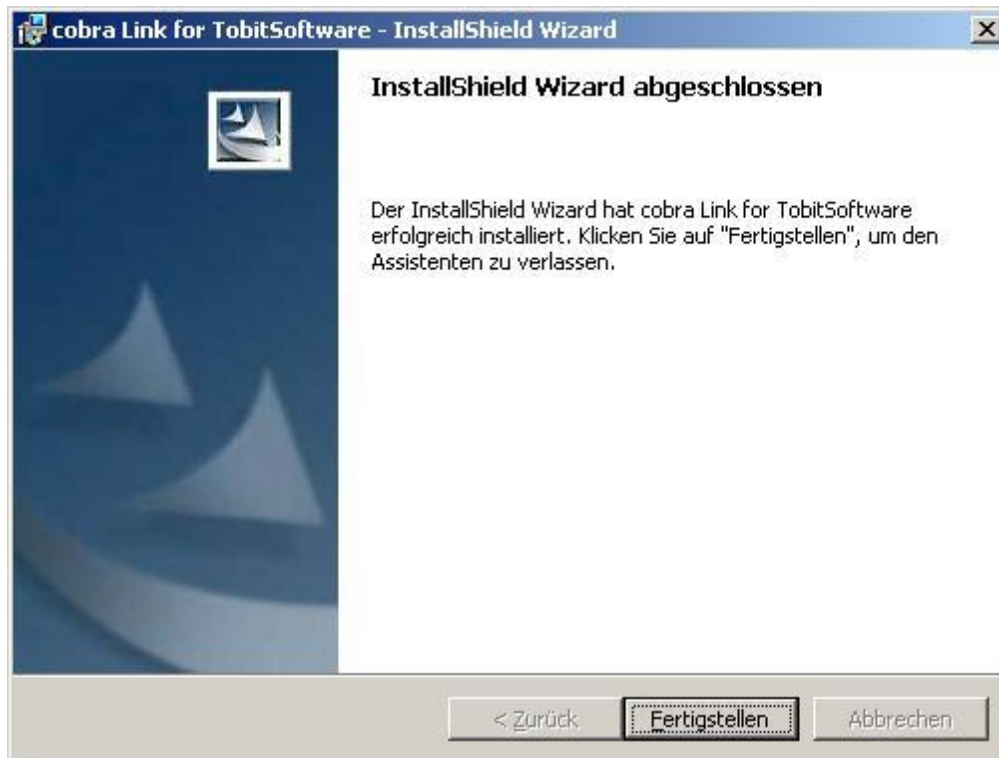 cobra Link for TobitSoftware - InstallShield Wizard
InstallShield Wizard abgeschlossen
Der InstallShield Wizard hat cobra Link for TobitSoftware
erfolgreich installiert. Klicken Sie auf "Fertigstellen", um den
Assistenten zu verlassen.
< Zurück Fertigstellen Abbrechen